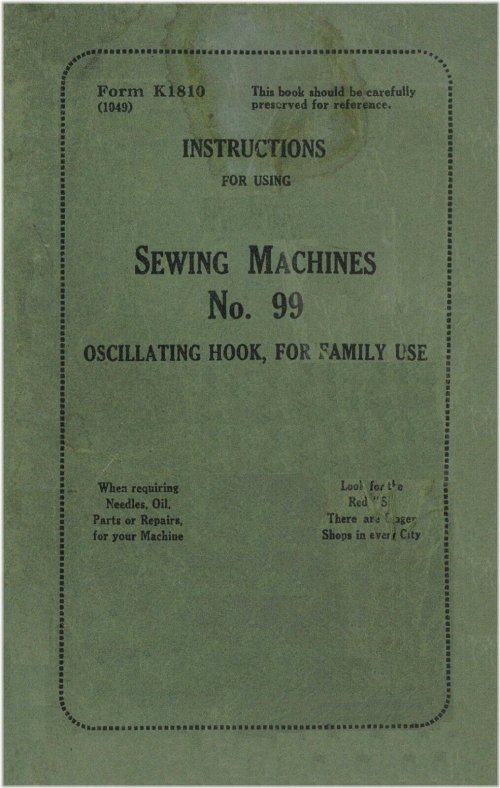 Form K1810
(1049)
This book should be carefully
preserved for reference.
INSTRUCTIONS
FOR USING
SEWING MACHINES
No. 99
OSCILLATING HOOK, FOR FAMILY USE
When requiring
Needles, Oil,
Parts or Repairs,
for your Machine
Look for the
Red "S"
There are Singer
Shops in every City